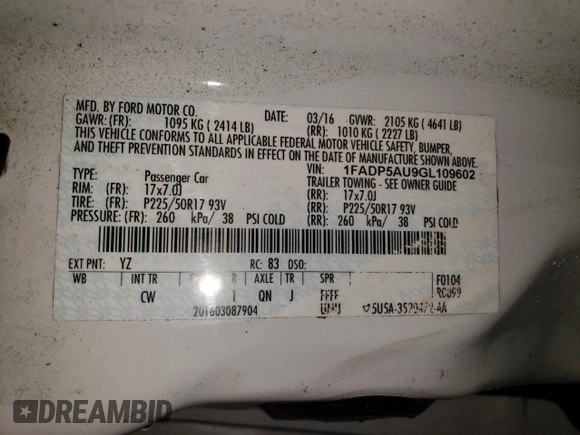 MFD. BY FORD MOTOR CO.
DATE: 03/16 GVWR: 2105 KG ( 4641 LB)
GAWR: (FR): 1095 KG ( 2414 LB) (RR): 1010 KG ( 2227 LB)
THIS VEHICLE CONFORMS TO ALL APPLICABLE FEDERAL MOTOR VEHICLE SAFETY, BUMPER,
AND THEFT PREVENTION STANDARDS IN EFFECT ON THE DATE OF MANUFACTURE SHOWN ABOVE.
VIN: 1FADP5AU9GL109602
TYPE: Passenger Car TRAILER TOWING - SEE OWNER GUIDE
RIM: (FR) 17x7.0J (RR): 17x7.0J
TIRE: (FR) P225/50R17 93V (RR): P225/50R17 93V
PRESSURE: (FR) 260 kPa/ 38 PSI COLD (RR): 260 kPa/ 38 PSI COLD
EXT PNT: YZ RC: 83 DSO:
WB INT TR R AXLE TR SPR F0104
CW 1 QN J FFFF
201603087904
DREAMBID